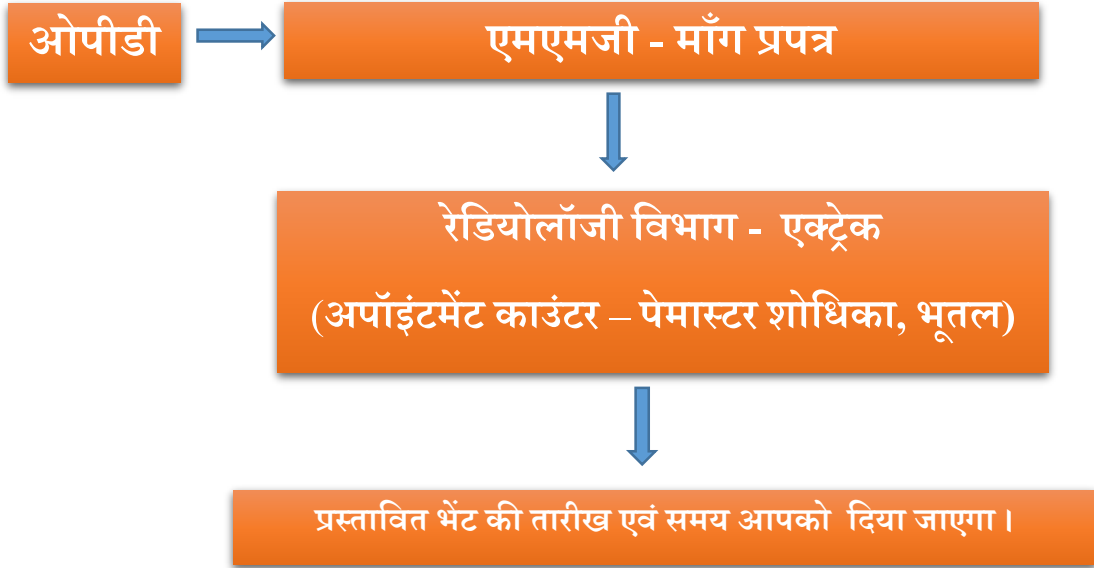 ओपीडी
एमएमजी - माँग प्रपत्र
रेडियोलॉजी विभाग - एक्ट्रेक
(अपॉइंटमेंट काउंटर – पेमास्टर शोधिका, भूतल)
प्रस्तावित भेंट की तारीख एवं समय आपको दिया जाएगा।